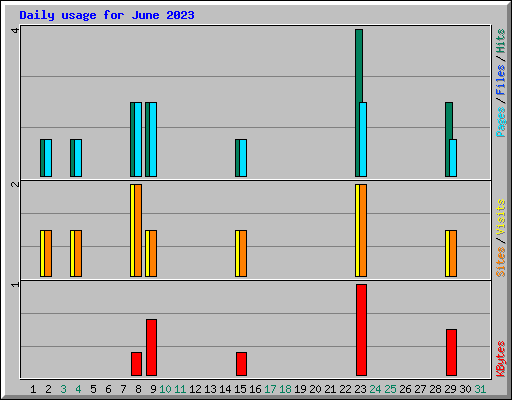 Daily usage for June 2023
4
Pages / Files / Hits
2
Sites / Visits
1
KBytes
1 2 3 4 5 6 7 8 9 10 11 12 13 14 15 16 17 18 19 20 21 22 23 24 25 26 27 28 29 30 31